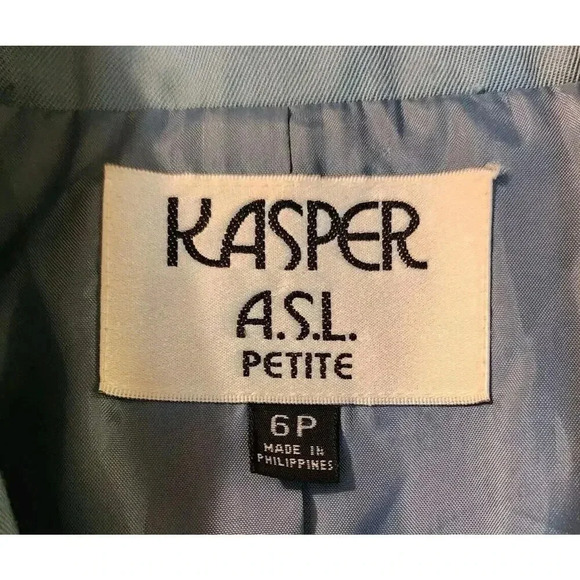 KASPER
A.S.L.
PETITE
6P
MADE IN
PHILIPPINES